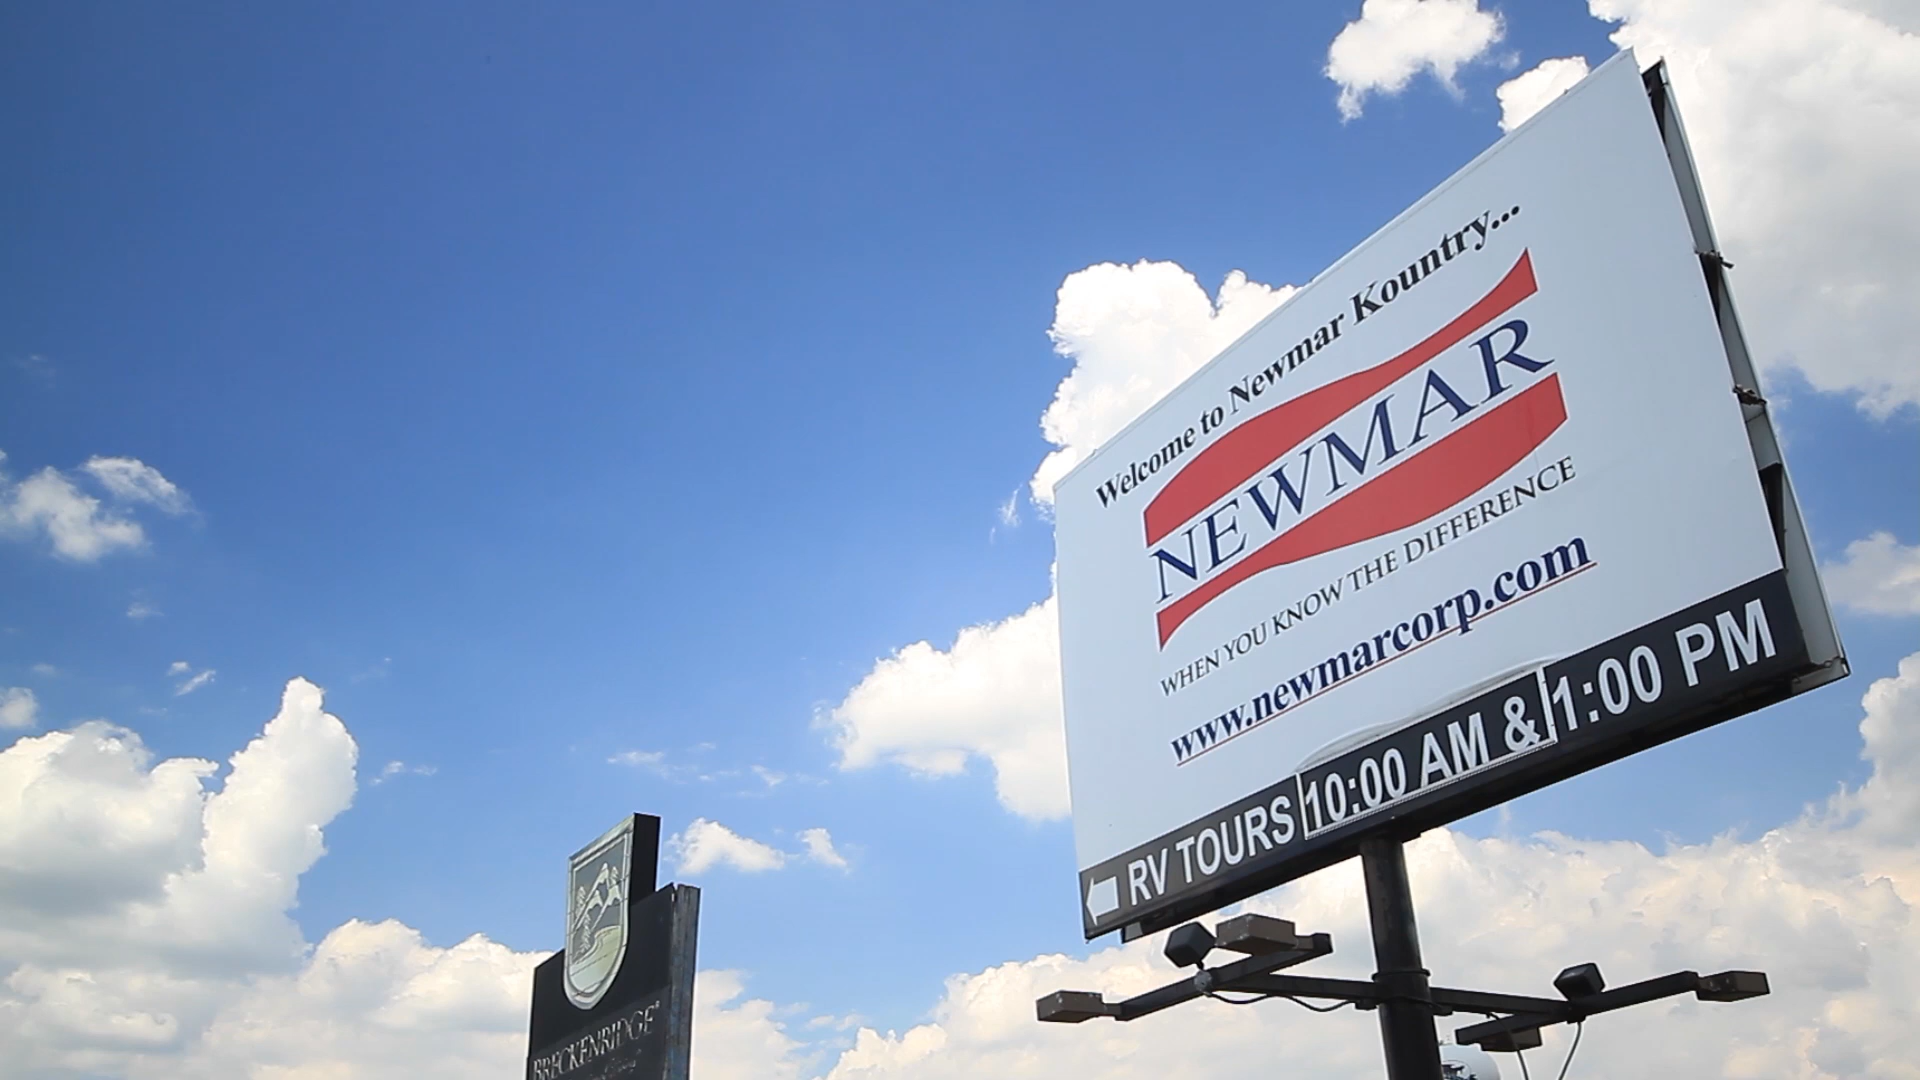 Welcome to Newmar Kountry...
NEWMAR
WHEN YOU KNOW THE DIFFERENCE
www.newmarcorp.com
RV TOURS 10:00 AM & 1:00 PM
BRECKENRIDGE®